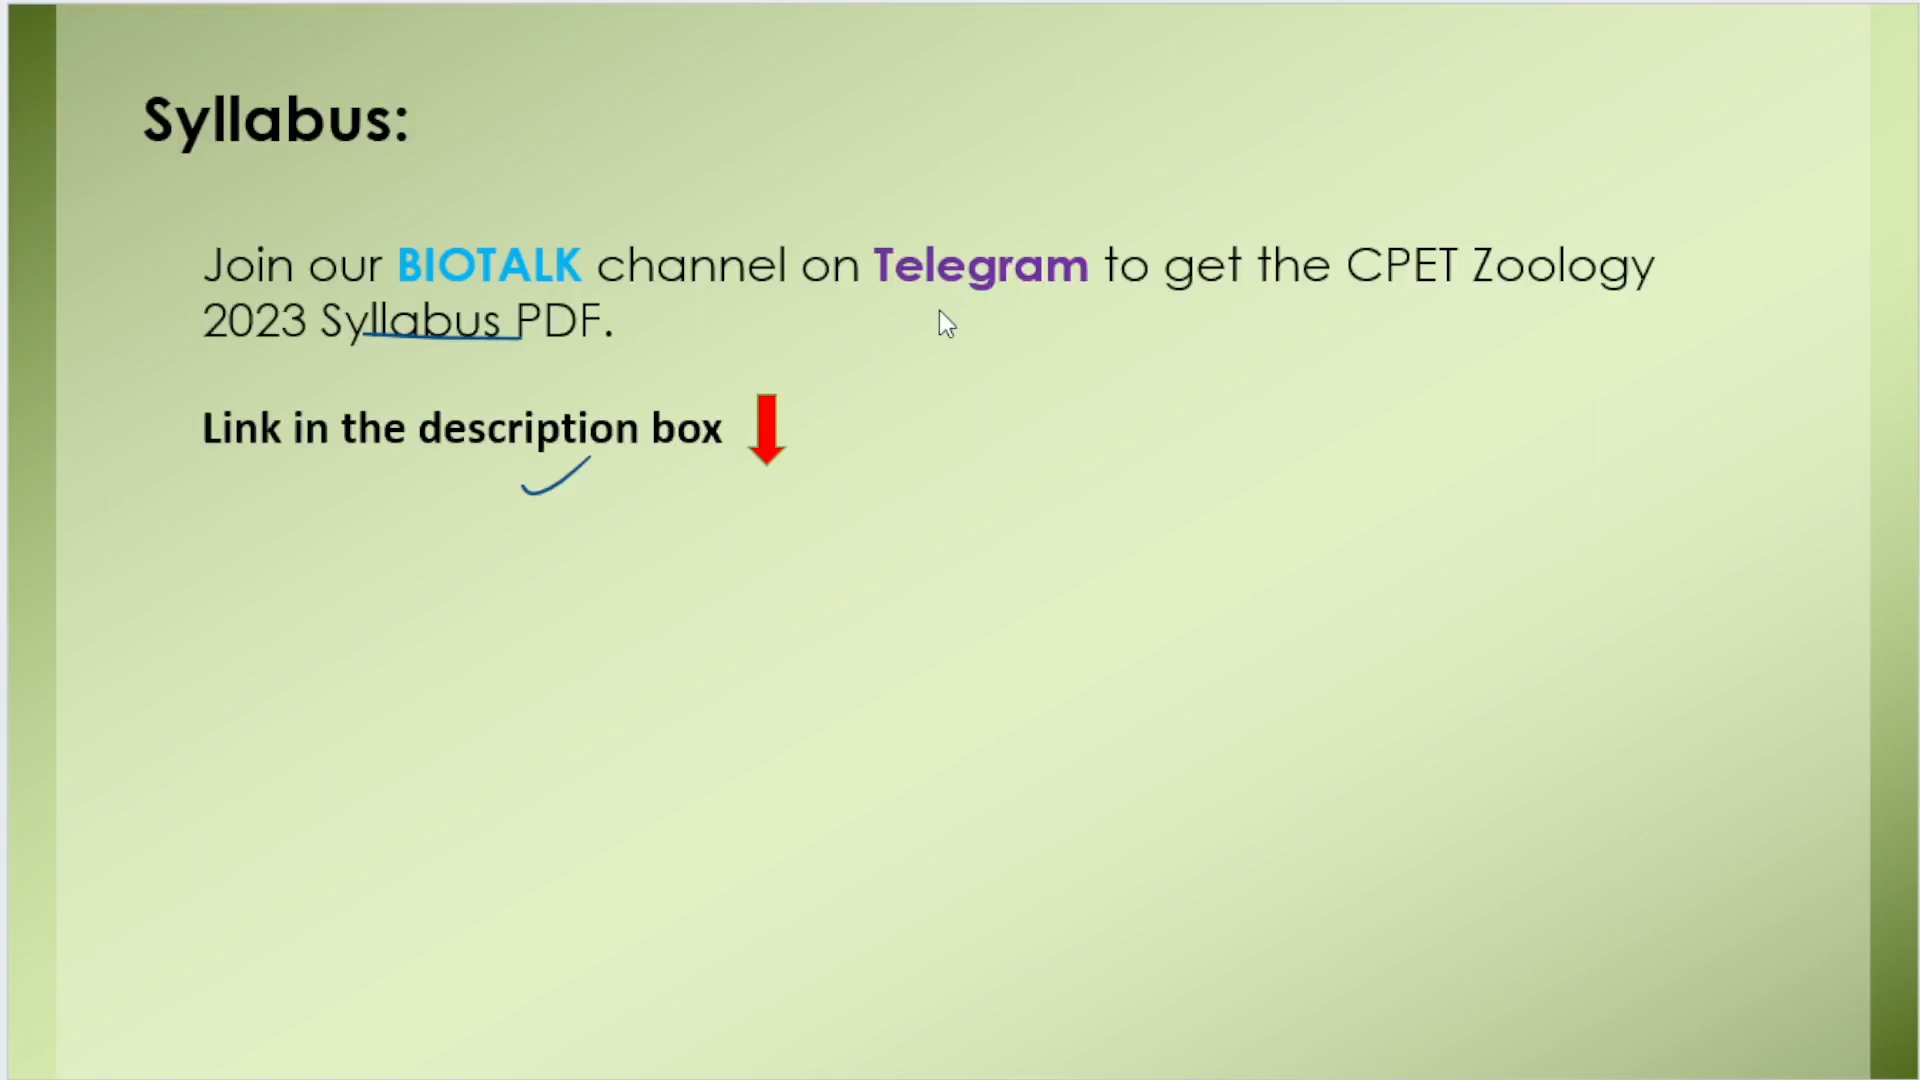 Syllabus:
Join our BIOTALK channel on Telegram to get the CPET Zoology
2023 Syllabus PDF.
Link in the description box